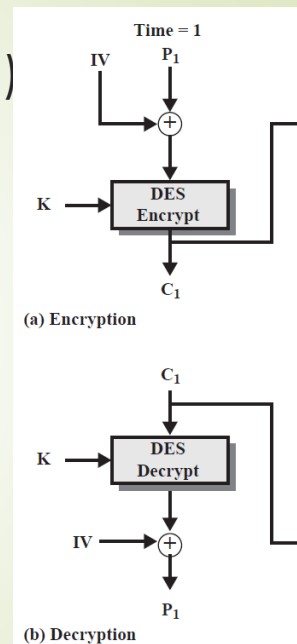 )
Time = 1
IV P₁
+
K DES
Encrypt
C₁
(a) Encryption
C₁
K DES
Decrypt
IV +
P₁
(b) Decryption